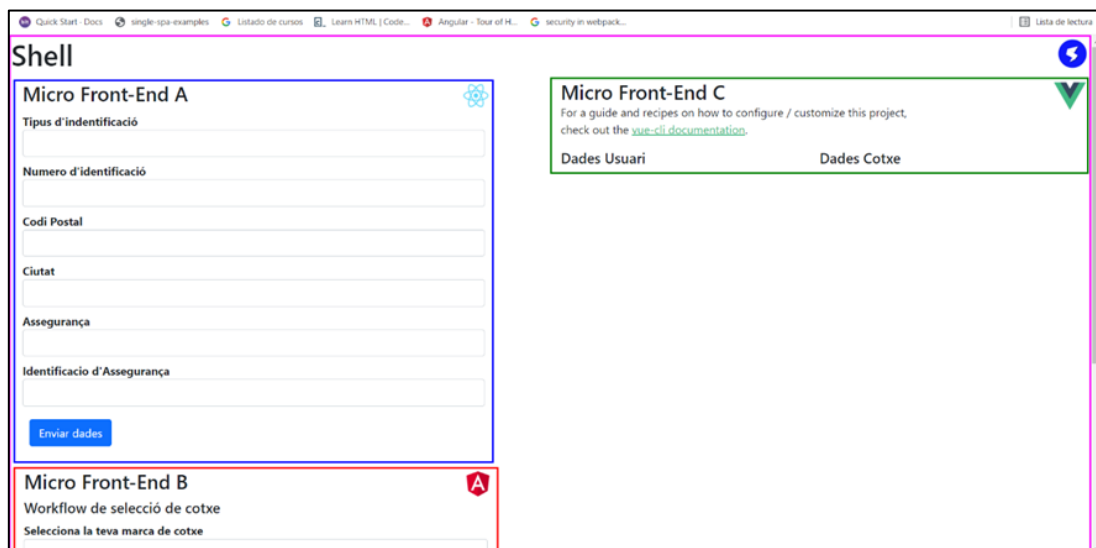 Quick Start · Docs single-spa-examples Listado de cursos Learn HTML | Code... Angular - Tour of H... security in webpack... Lista de lectura
Shell
Micro Front-End A
Tipus d'indentificació
Numero d'identificació
Codi Postal
Ciutat
Assegurança
Identificacio d'Assegurança
Enviar dades
Micro Front-End B
Workflow de selecció de cotxe
Selecciona la teva marca de cotxe
Micro Front-End C
For a guide and recipes on how to configure / customize this project,
check out the vue-cli documentation.
Dades Usuari Dades Cotxe